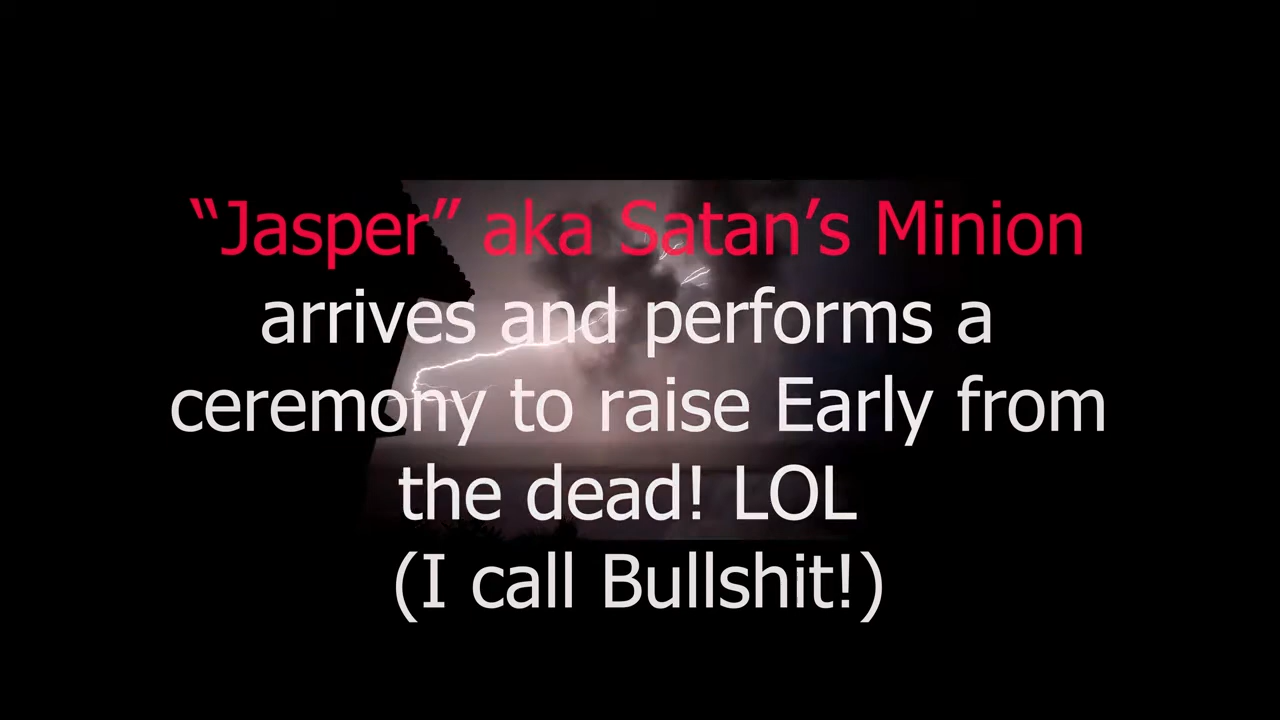 “Jasper” aka Satan’s Minion
arrives and performs a
ceremony to raise Early from
the dead! LOL
(I call Bullshit!)